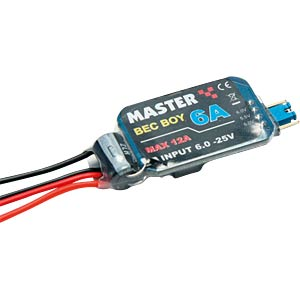 MASTER
BEC BOY 6A
MAX 12A
INPUT 6.0 -25V